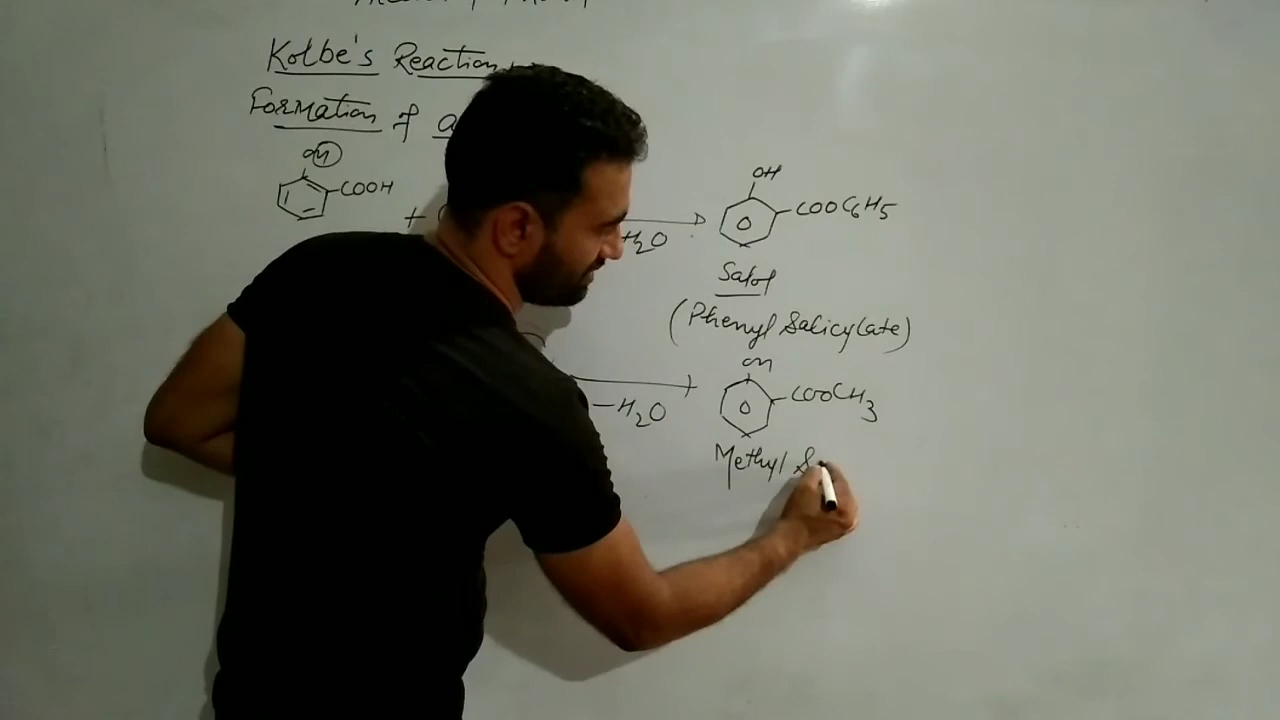 Kolbe's Reaction
Formation of a
OH
COOH
+
H2O
OH
COOC6H5
Salol
(Phenyl Salicylate)
OH
COOCH3
-H2O
Methyl S